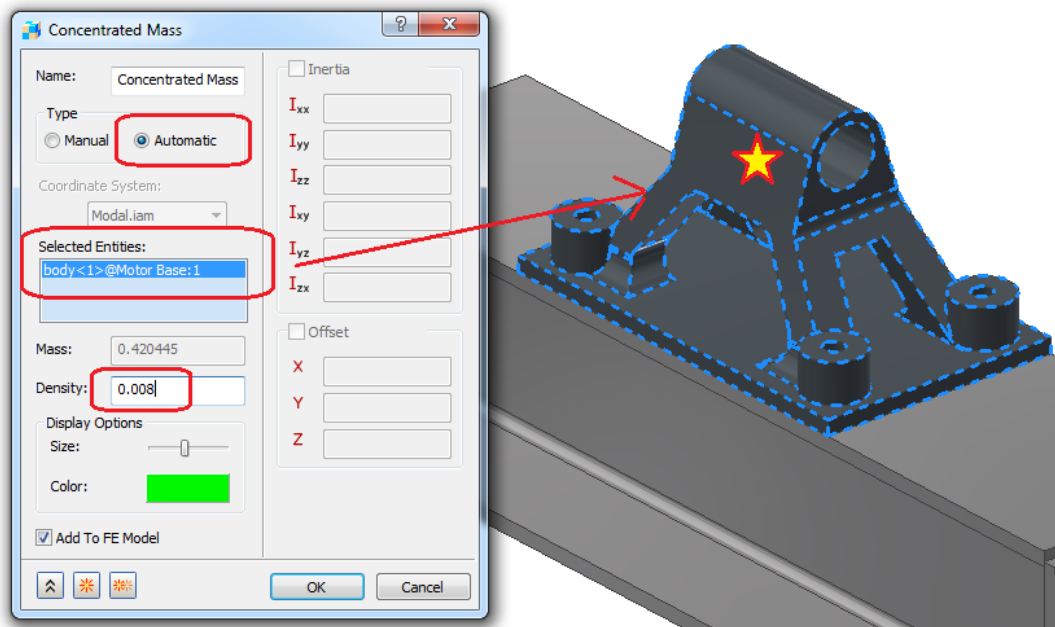 Concentrated Mass
Name: Concentrated Mass
Type
Manual Automatic
Coordinate System:
Modal.iam
Selected Entities:
body<1>@Motor Base:1
Mass: 0.420445
Density: 0.008
Display Options
Size:
Color:
Add To FE Model
Inertia
Ixx
Iyy
Izz
Ixy
Iyz
Izx
Offset
X
Y
Z
OK Cancel